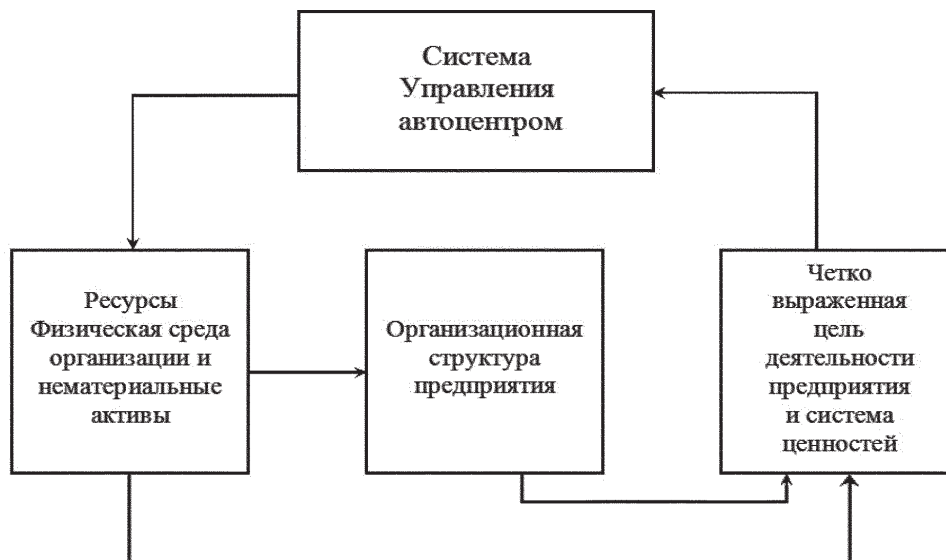 Система
Управления
автоцентром
Ресурсы
Физическая среда
организации и
нематериальные
активы
Организационная
структура
предприятия
Четко
выраженная
цель
деятельности
предприятия
и система
ценностей